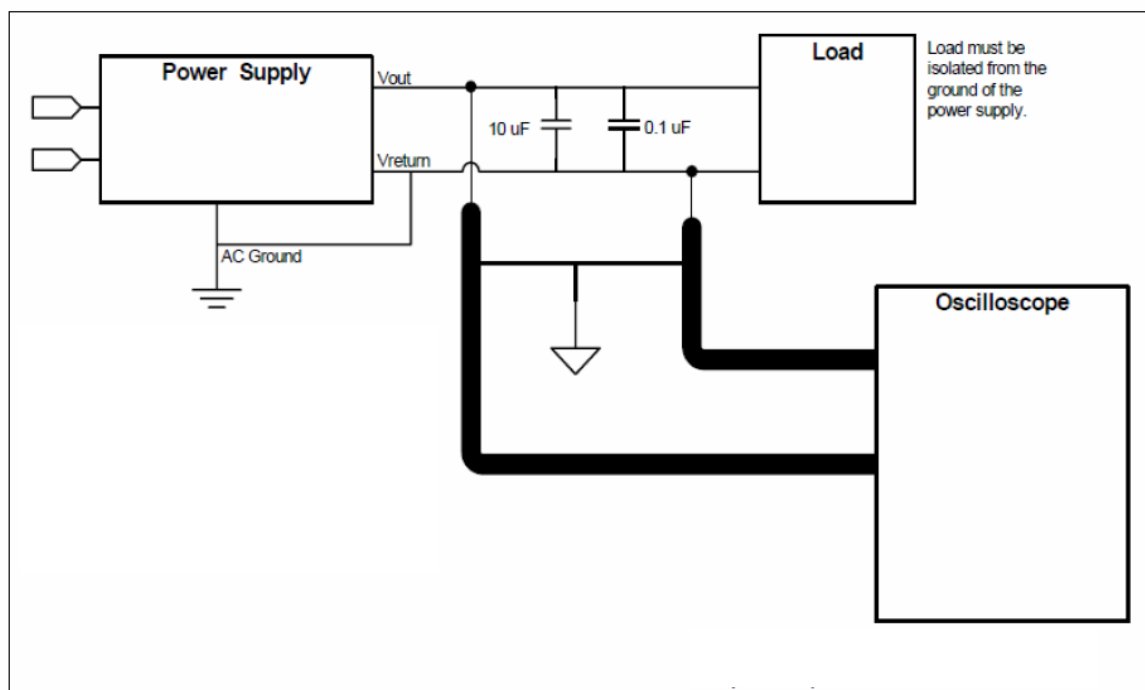 Power Supply
Vout
Vreturn
AC Ground
10 uF
0.1 uF
Load
Load must be
isolated from the
ground of the
power supply.
Oscilloscope